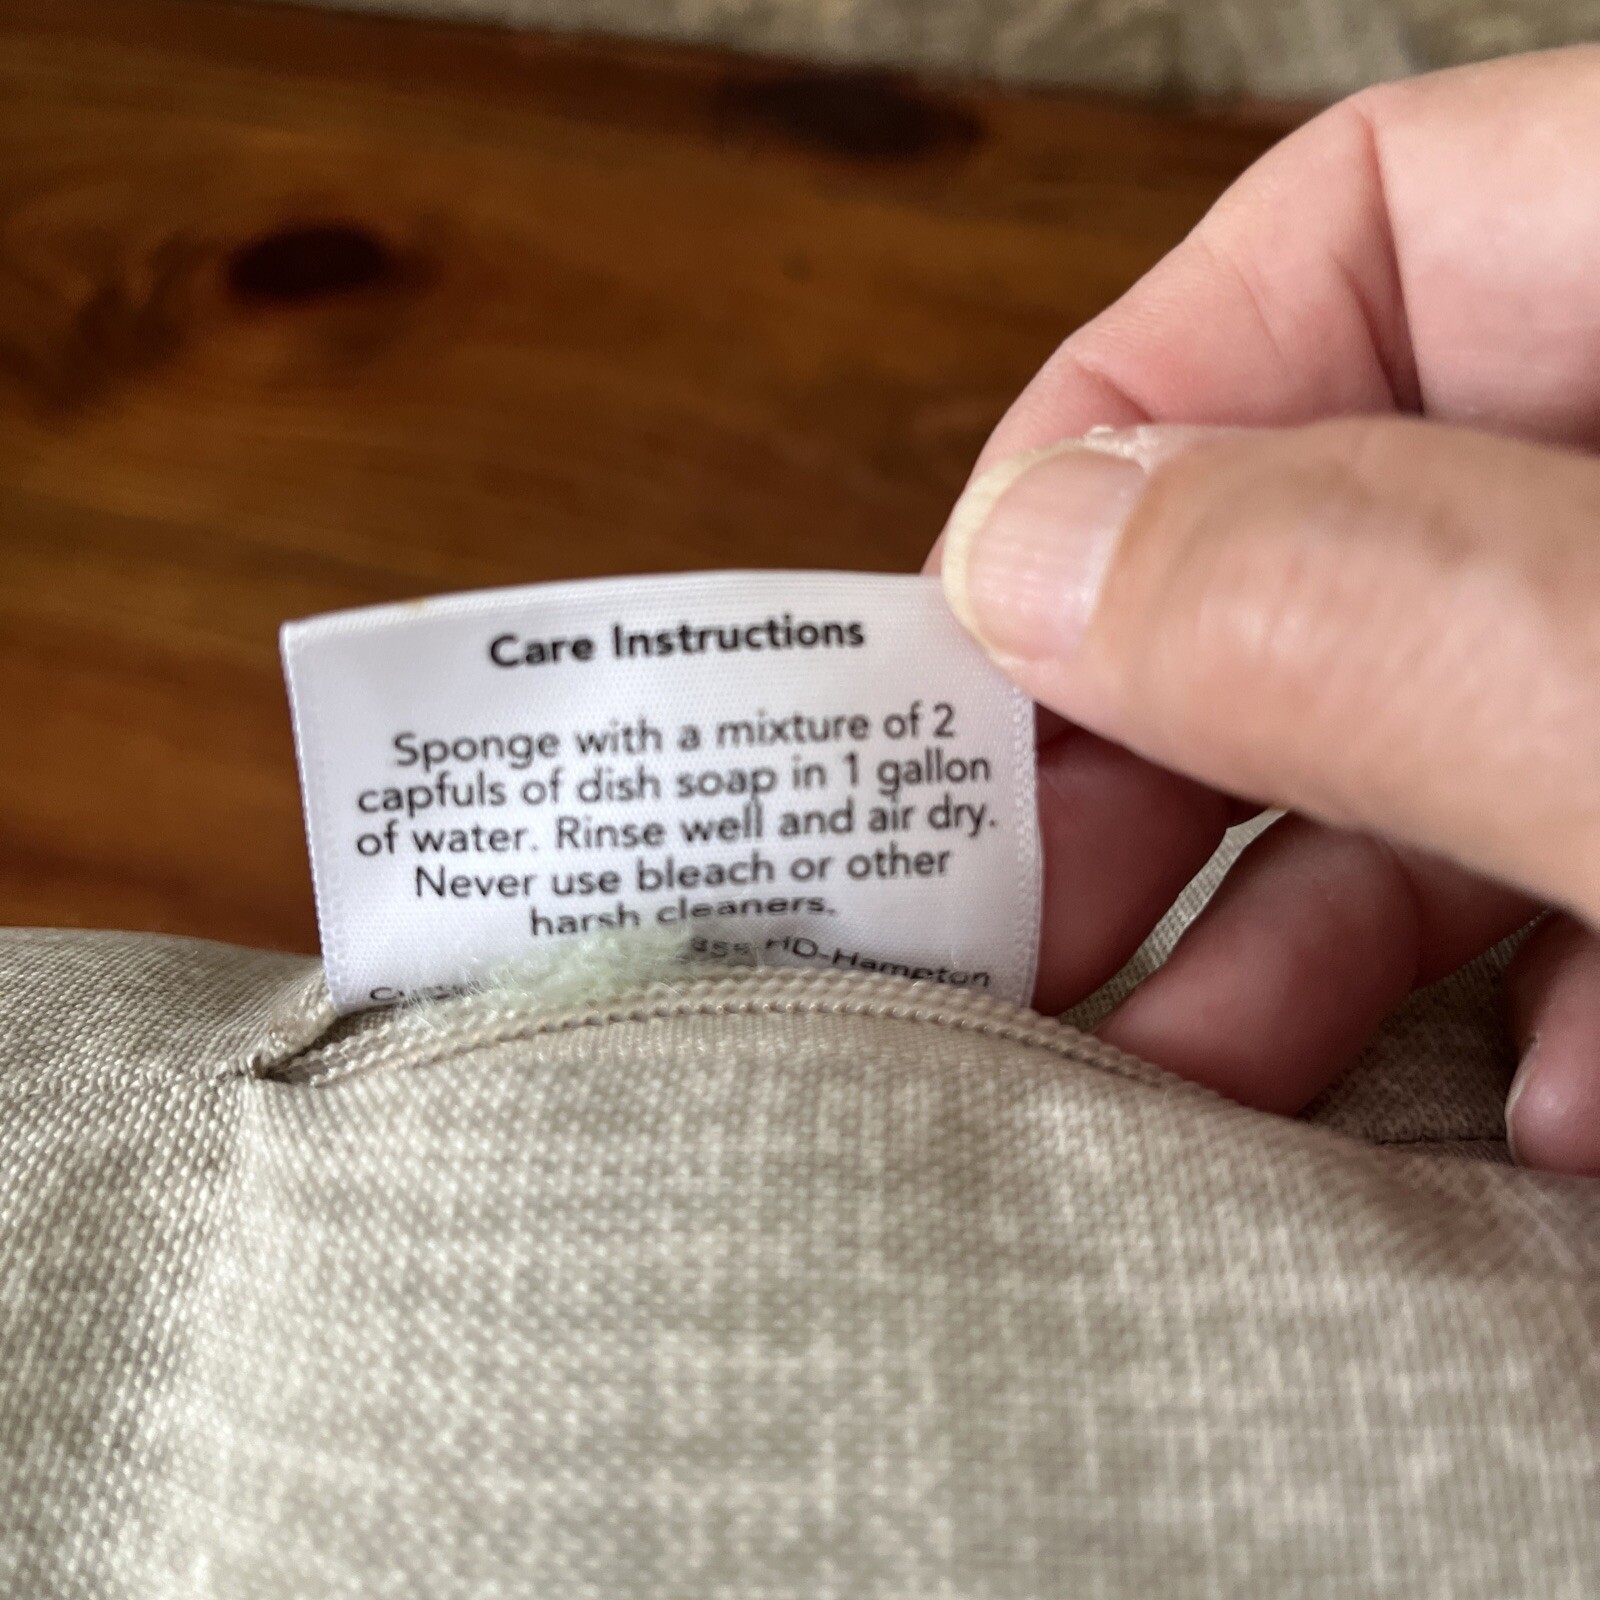 Care Instructions
Sponge with a mixture of 2
capfuls of dish soap in 1 gallon
of water. Rinse well and air dry.
Never use bleach or other
harsh cleaners.
855-HD-Hampton